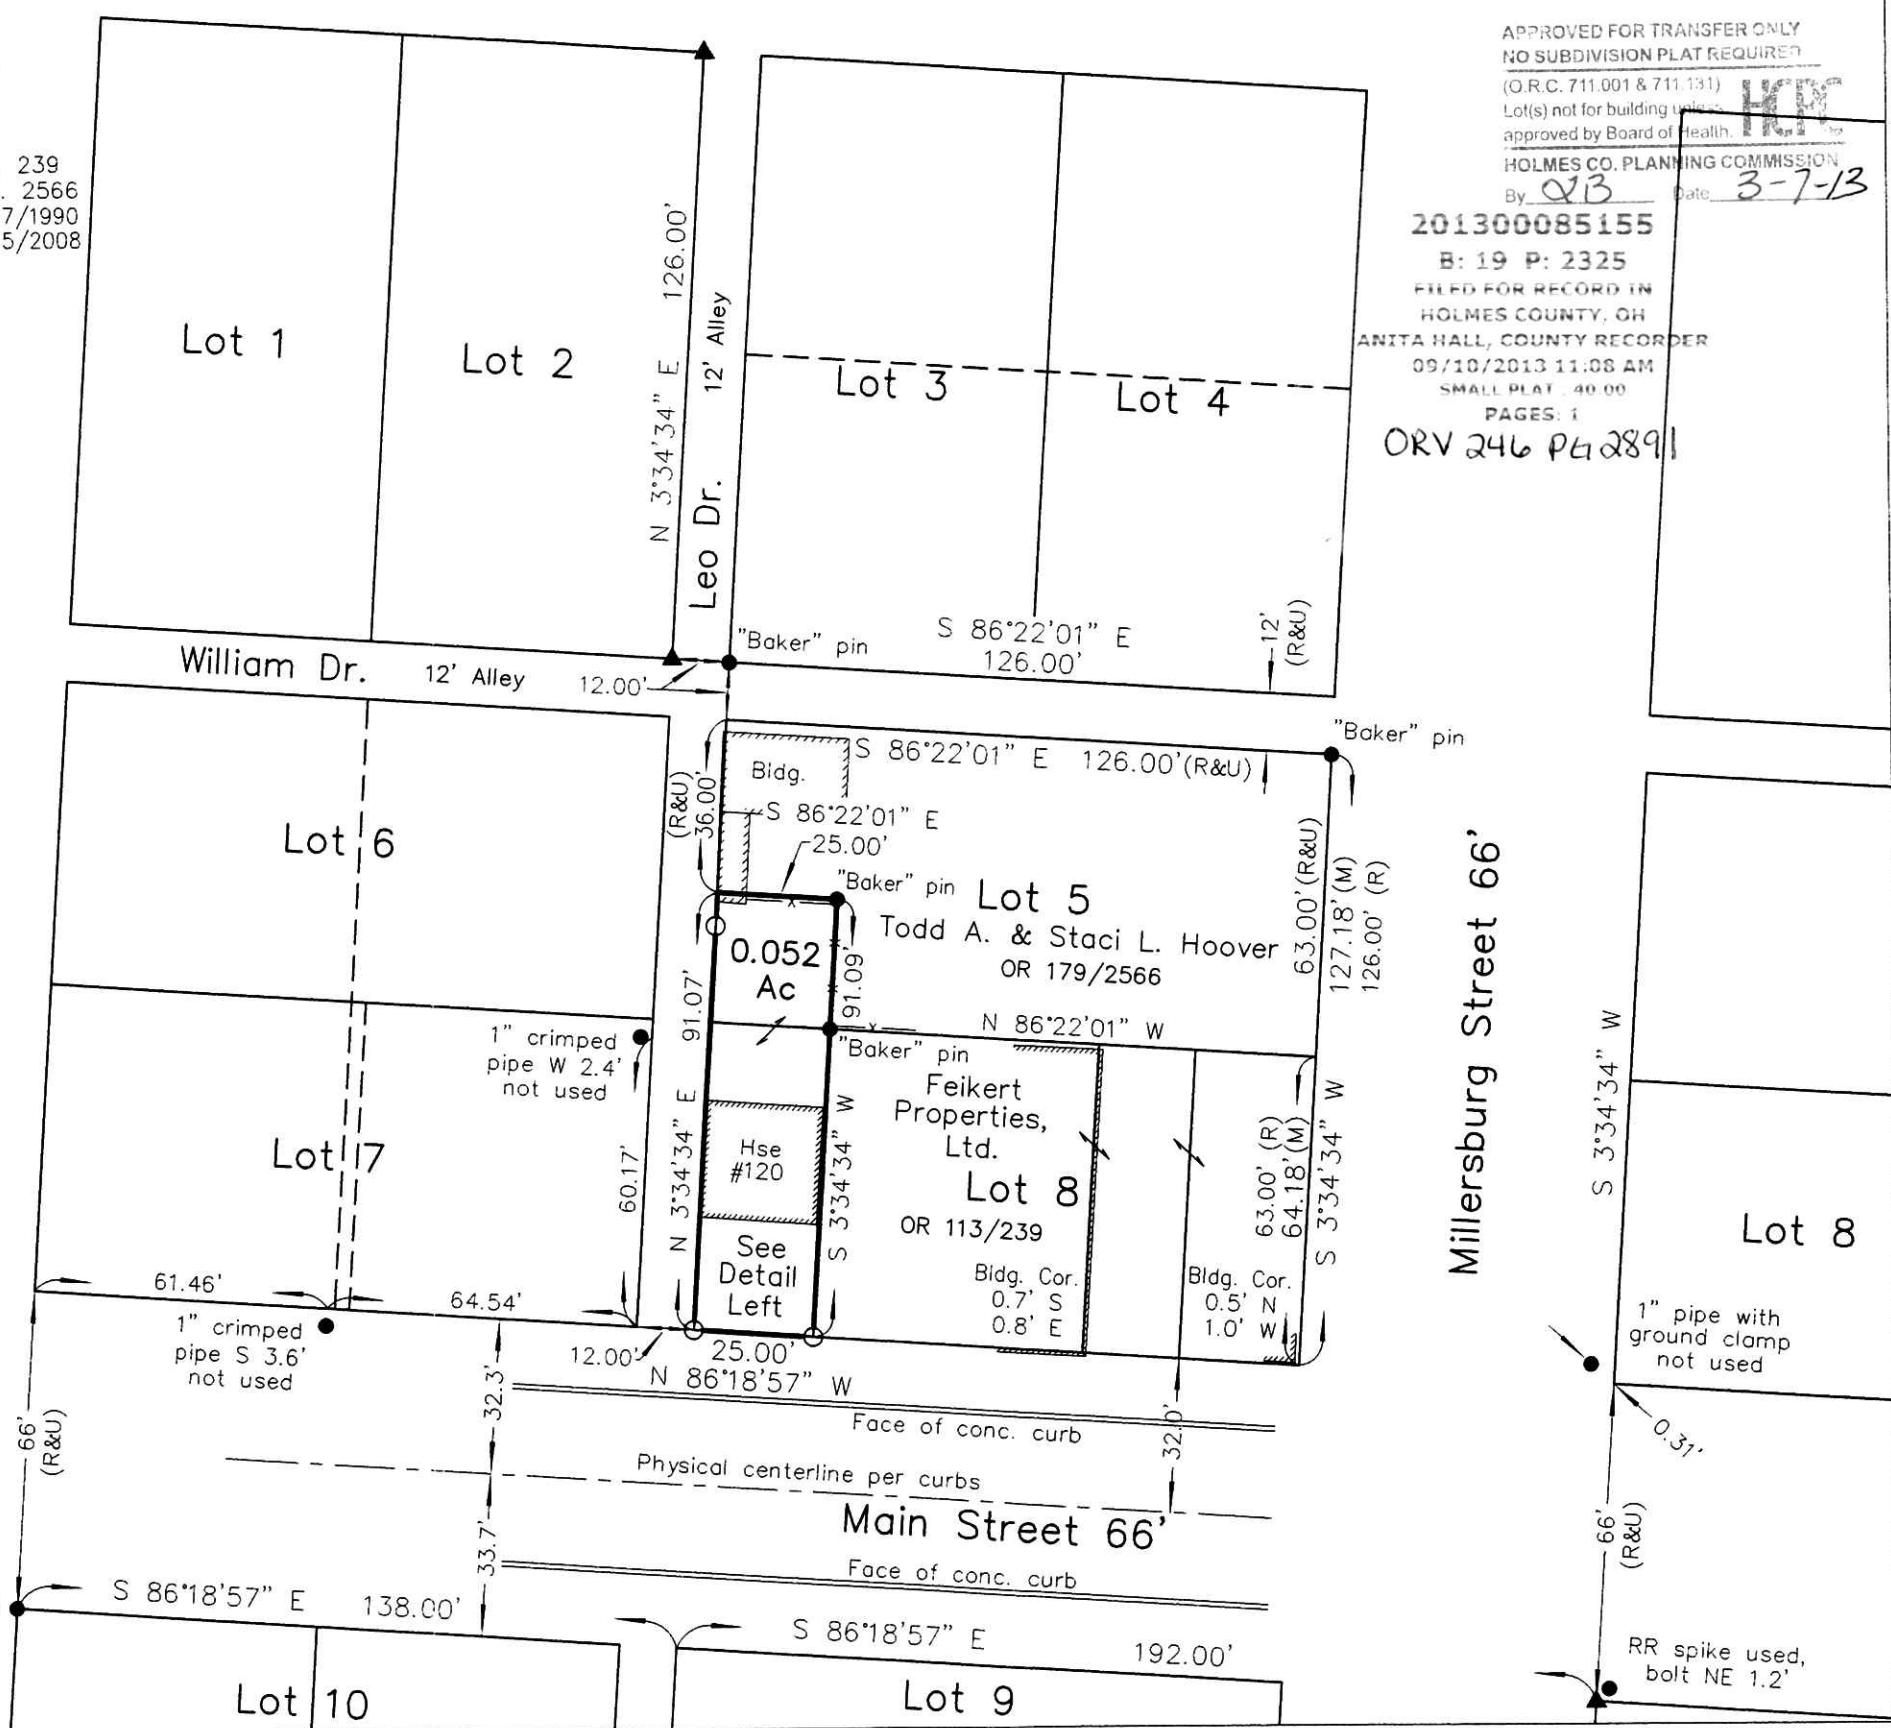 APPROVED FOR TRANSFER ONLY
NO SUBDIVISION PLAT REQUIRED
(O.R.C. 711.001 & 711.131)
Lot(s) not for building unless
approved by Board of Health.
HCPC
HOLMES CO. PLANNING COMMISSION
By Date 3-7-13
201300085155
B: 19 P: 2325
FILED FOR RECORD IN
HOLMES COUNTY, OH
ANITA HALL, COUNTY RECORDER
09/10/2013 11:08 AM
SMALL PLAT 40.00
PAGES: 1
ORV 246 PG 2891
239
. 2566
7/1990
5/2008
Lot 1
Lot 2
N 3°34'34" E 126.00'
Leo Dr. 12' Alley
Lot 3
Lot 4
"Baker" pin
S 86°22'01" E
126.00'
12'
(R&U)
William Dr. 12' Alley
12.00'
"Baker" pin
S 86°22'01" E 126.00'(R&U)
Bldg.
(R&U)
36.00'
S 86°22'01" E
25.00'
"Baker" pin
Lot 5
Todd A. & Staci L. Hoover
OR 179/2566
63.00'(R&U)
127.18'(M)
126.00' (R)
Lot 6
0.052
Ac
91.07'
91.09'
N 86°22'01" W
"Baker" pin
1" crimped
pipe W 2.4'
not used
Feikert
Properties,
Ltd.
Lot 8
OR 113/239
N 3°34'34" E
S 3°34'34" W
Hse
#120
See
Detail
Left
63.00' (R)
64.18'(M)
S 3°34'34" W
Millersburg Street 66'
S 3°34'34" W
Lot 8
Lot 7
60.17'
61.46'
64.54'
1" crimped
pipe S 3.6'
not used
Bldg. Cor.
0.7' S
0.8' E
Bldg. Cor.
0.5' N
1.0' W
1" pipe with
ground clamp
not used
0.31'
12.00'
25.00'
N 86°18'57" W
32.3'
32.0'
Face of conc. curb
Physical centerline per curbs
Main Street 66'
Face of conc. curb
66'
(R&U)
33.7'
66'
(R&U)
S 86°18'57" E 138.00'
S 86°18'57" E 192.00'
RR spike used,
bolt NE 1.2'
Lot 10
Lot 9